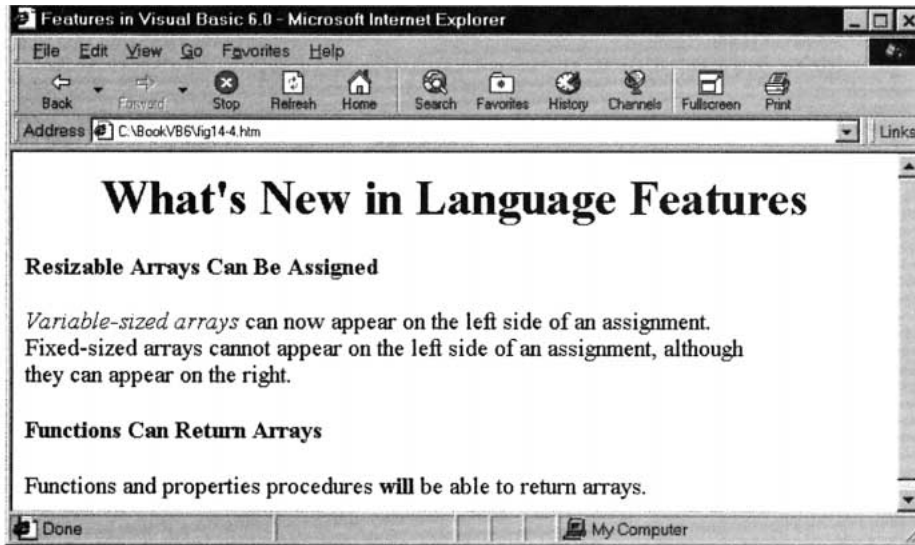 Features in Visual Basic 6.0 - Microsoft Internet Explorer
File Edit View Go Favorites Help
Back Forward Stop Refresh Home Search Favorites History Channels Fullscreen Print
Address C:\BookVB6\fig14-4.htm Links
What's New in Language Features
Resizable Arrays Can Be Assigned
Variable-sized arrays can now appear on the left side of an assignment.
Fixed-sized arrays cannot appear on the left side of an assignment, although
they can appear on the right.
Functions Can Return Arrays
Functions and properties procedures will be able to return arrays.
Done My Computer